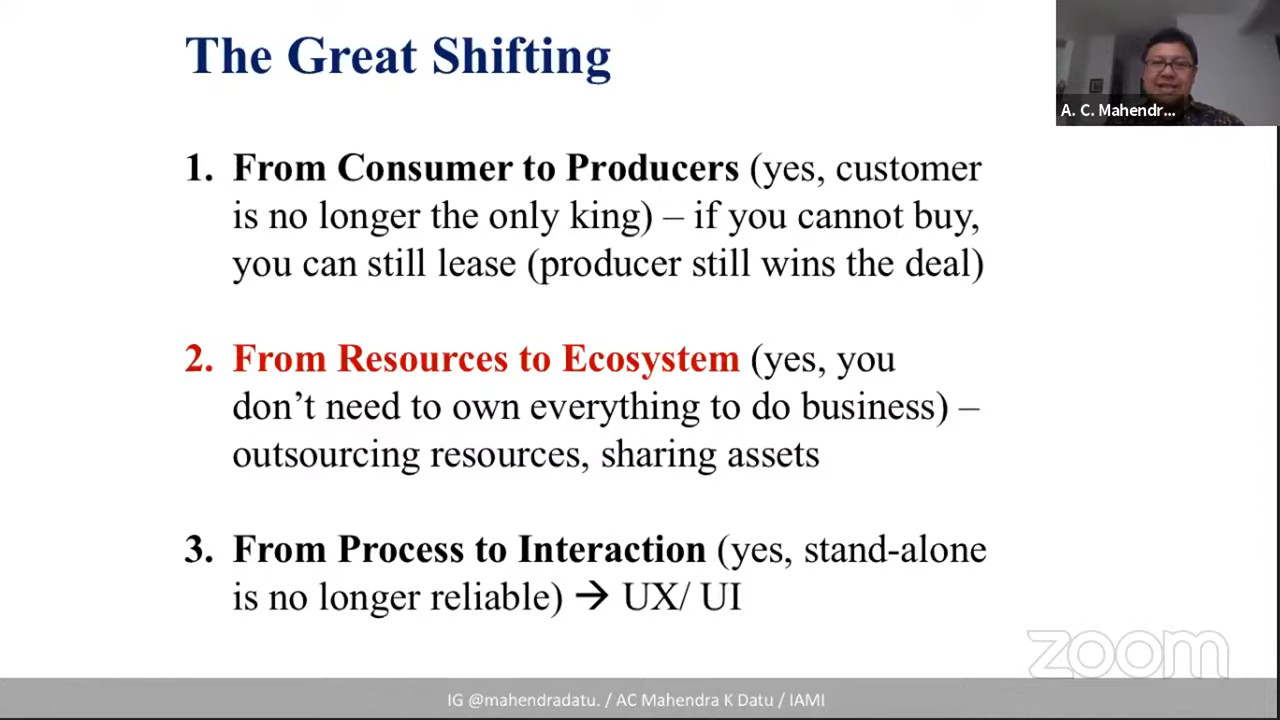 The Great Shifting
A. C. Mahendr...
1. From Consumer to Producers (yes, customer
is no longer the only king) – if you cannot buy,
you can still lease (producer still wins the deal)
2. From Resources to Ecosystem (yes, you
don’t need to own everything to do business) –
outsourcing resources, sharing assets
3. From Process to Interaction (yes, stand-alone
is no longer reliable) → UX/ UI
zoom
IG @mahendradatu. / AC Mahendra K Datu / IAMI